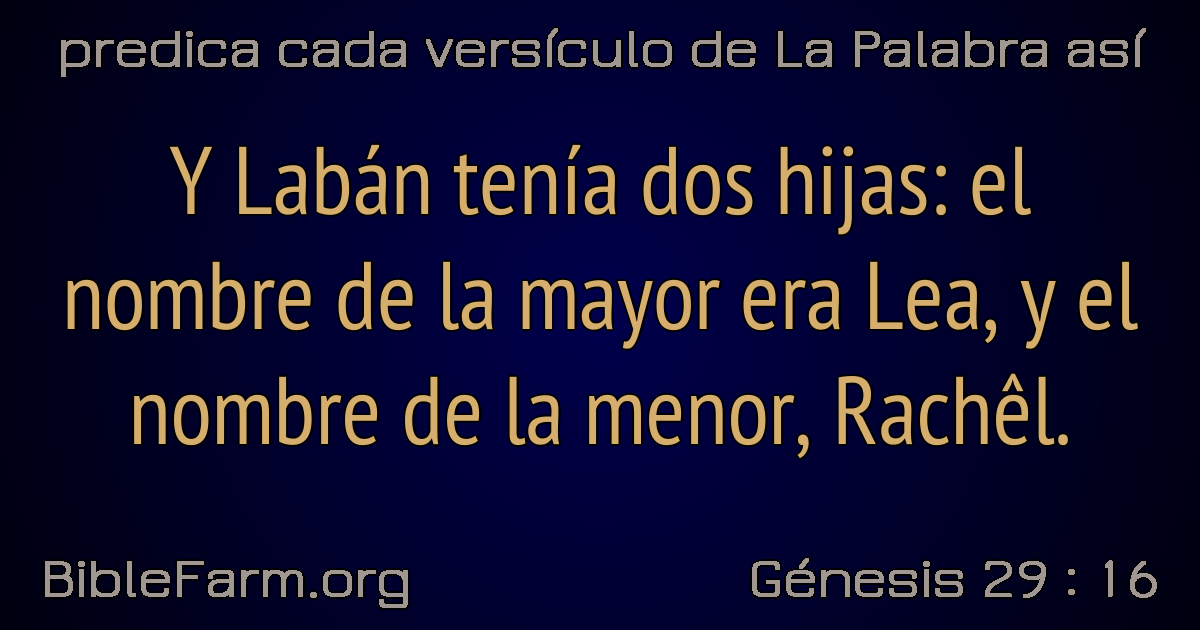 predica cada versículo de La Palabra así
Y Labán tenía dos hijas: el
nombre de la mayor era Lea, y el
nombre de la menor, Rachêl.
BibleFarm.org
Génesis 29 : 16